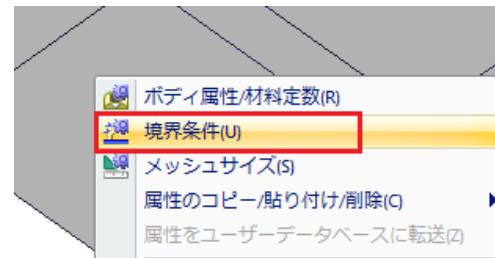 ボディ属性/材料定数(R)
境界条件(U)
メッシュサイズ(S)
属性のコピー/貼り付け/削除(C)
属性をユーザーデータベースに転送(Z)